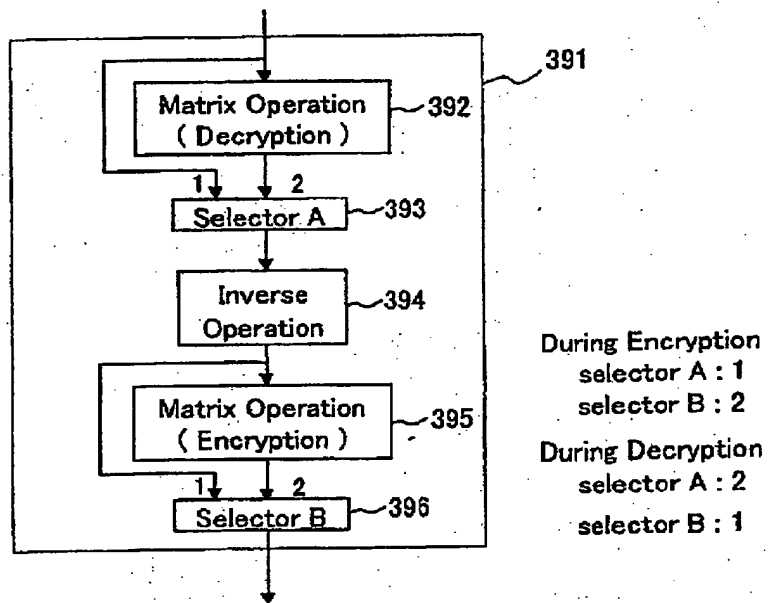 391
Matrix Operation
( Decryption )
392
1
2
Selector A
393
Inverse
Operation
394
Matrix Operation
( Encryption )
395
1
2
Selector B
396
During Encryption
selector A : 1
selector B : 2
During Decryption
selector A : 2
selector B : 1